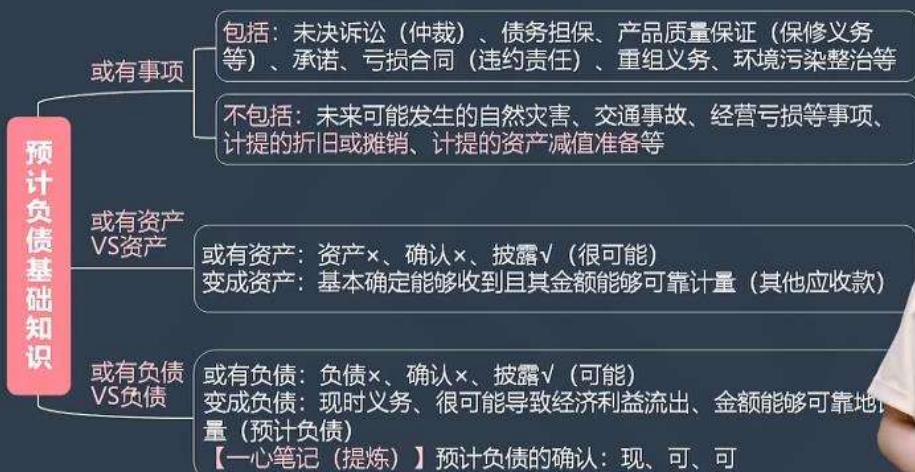 预计负债基础知识
或有事项
包括：未决诉讼（仲裁）、债务担保、产品质量保证（保修义务
等）、承诺、亏损合同（违约责任）、重组义务、环境污染整治等
不包括：未来可能发生的自然灾害、交通事故、经营亏损等事项、
计提的折旧或摊销、计提的资产减值准备等
或有资产
VS资产
或有资产：资产×、确认×、披露√（很可能）
变成资产：基本确定能够收到且其金额能够可靠计量（其他应收款）
或有负债
VS负债
或有负债：负债×、确认×、披露√（可能）
变成负债：现时义务、很可能导致经济利益流出、金额能够可靠地
量（预计负债）
【一心笔记（提炼）】预计负债的确认：现、可、可